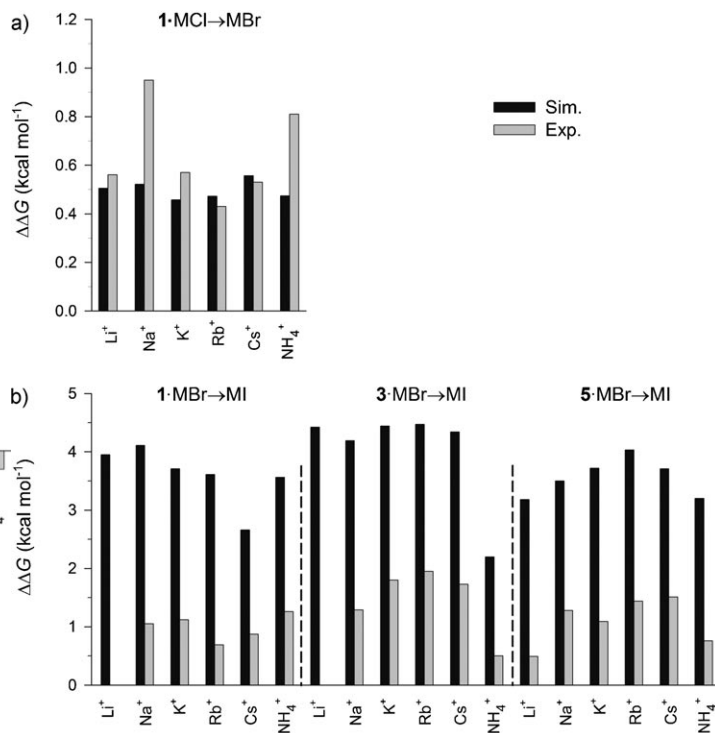 a)
1·MCl→MBr
1.2
1.0
0.8
0.6
0.4
0.2
0.0
ΔΔG (kcal mol⁻¹)
Li⁺
Na⁺
K⁺
Rb⁺
Cs⁺
NH₄⁺
Sim.
Exp.
b)
1·MBr→MI
3·MBr→MI
5·MBr→MI
5
4
3
2
1
0
4
ΔΔG (kcal mol⁻¹)
Li⁺
Na⁺
K⁺
Rb⁺
Cs⁺
NH₄⁺
Li⁺
Na⁺
K⁺
Rb⁺
Cs⁺
NH₄⁺
Li⁺
Na⁺
K⁺
Rb⁺
Cs⁺
NH₄⁺